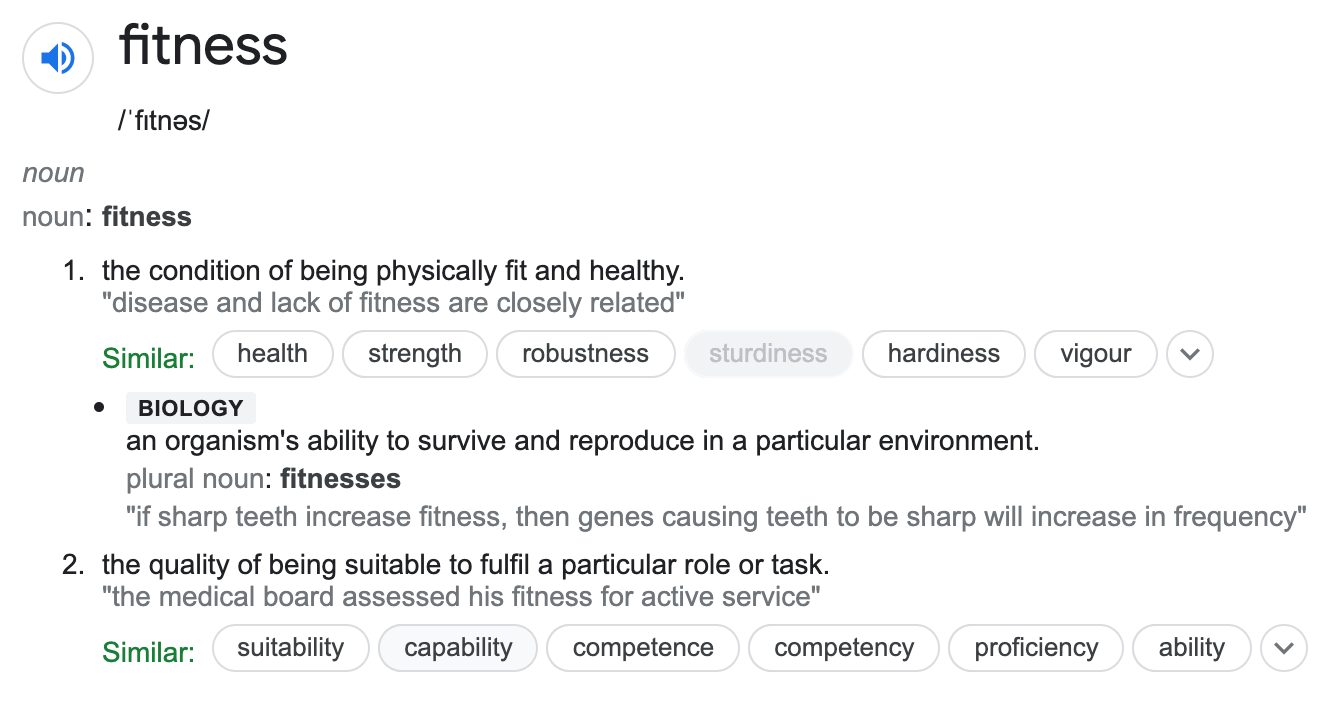 fitness
/ˈfɪtnəs/
noun
noun: fitness
1. the condition of being physically fit and healthy.
"disease and lack of fitness are closely related"
Similar: health strength robustness sturdiness hardiness vigour
• BIOLOGY
an organism's ability to survive and reproduce in a particular environment.
plural noun: fitnesses
"if sharp teeth increase fitness, then genes causing teeth to be sharp will increase in frequency"
2. the quality of being suitable to fulfil a particular role or task.
"the medical board assessed his fitness for active service"
Similar: suitability capability competence competency proficiency ability